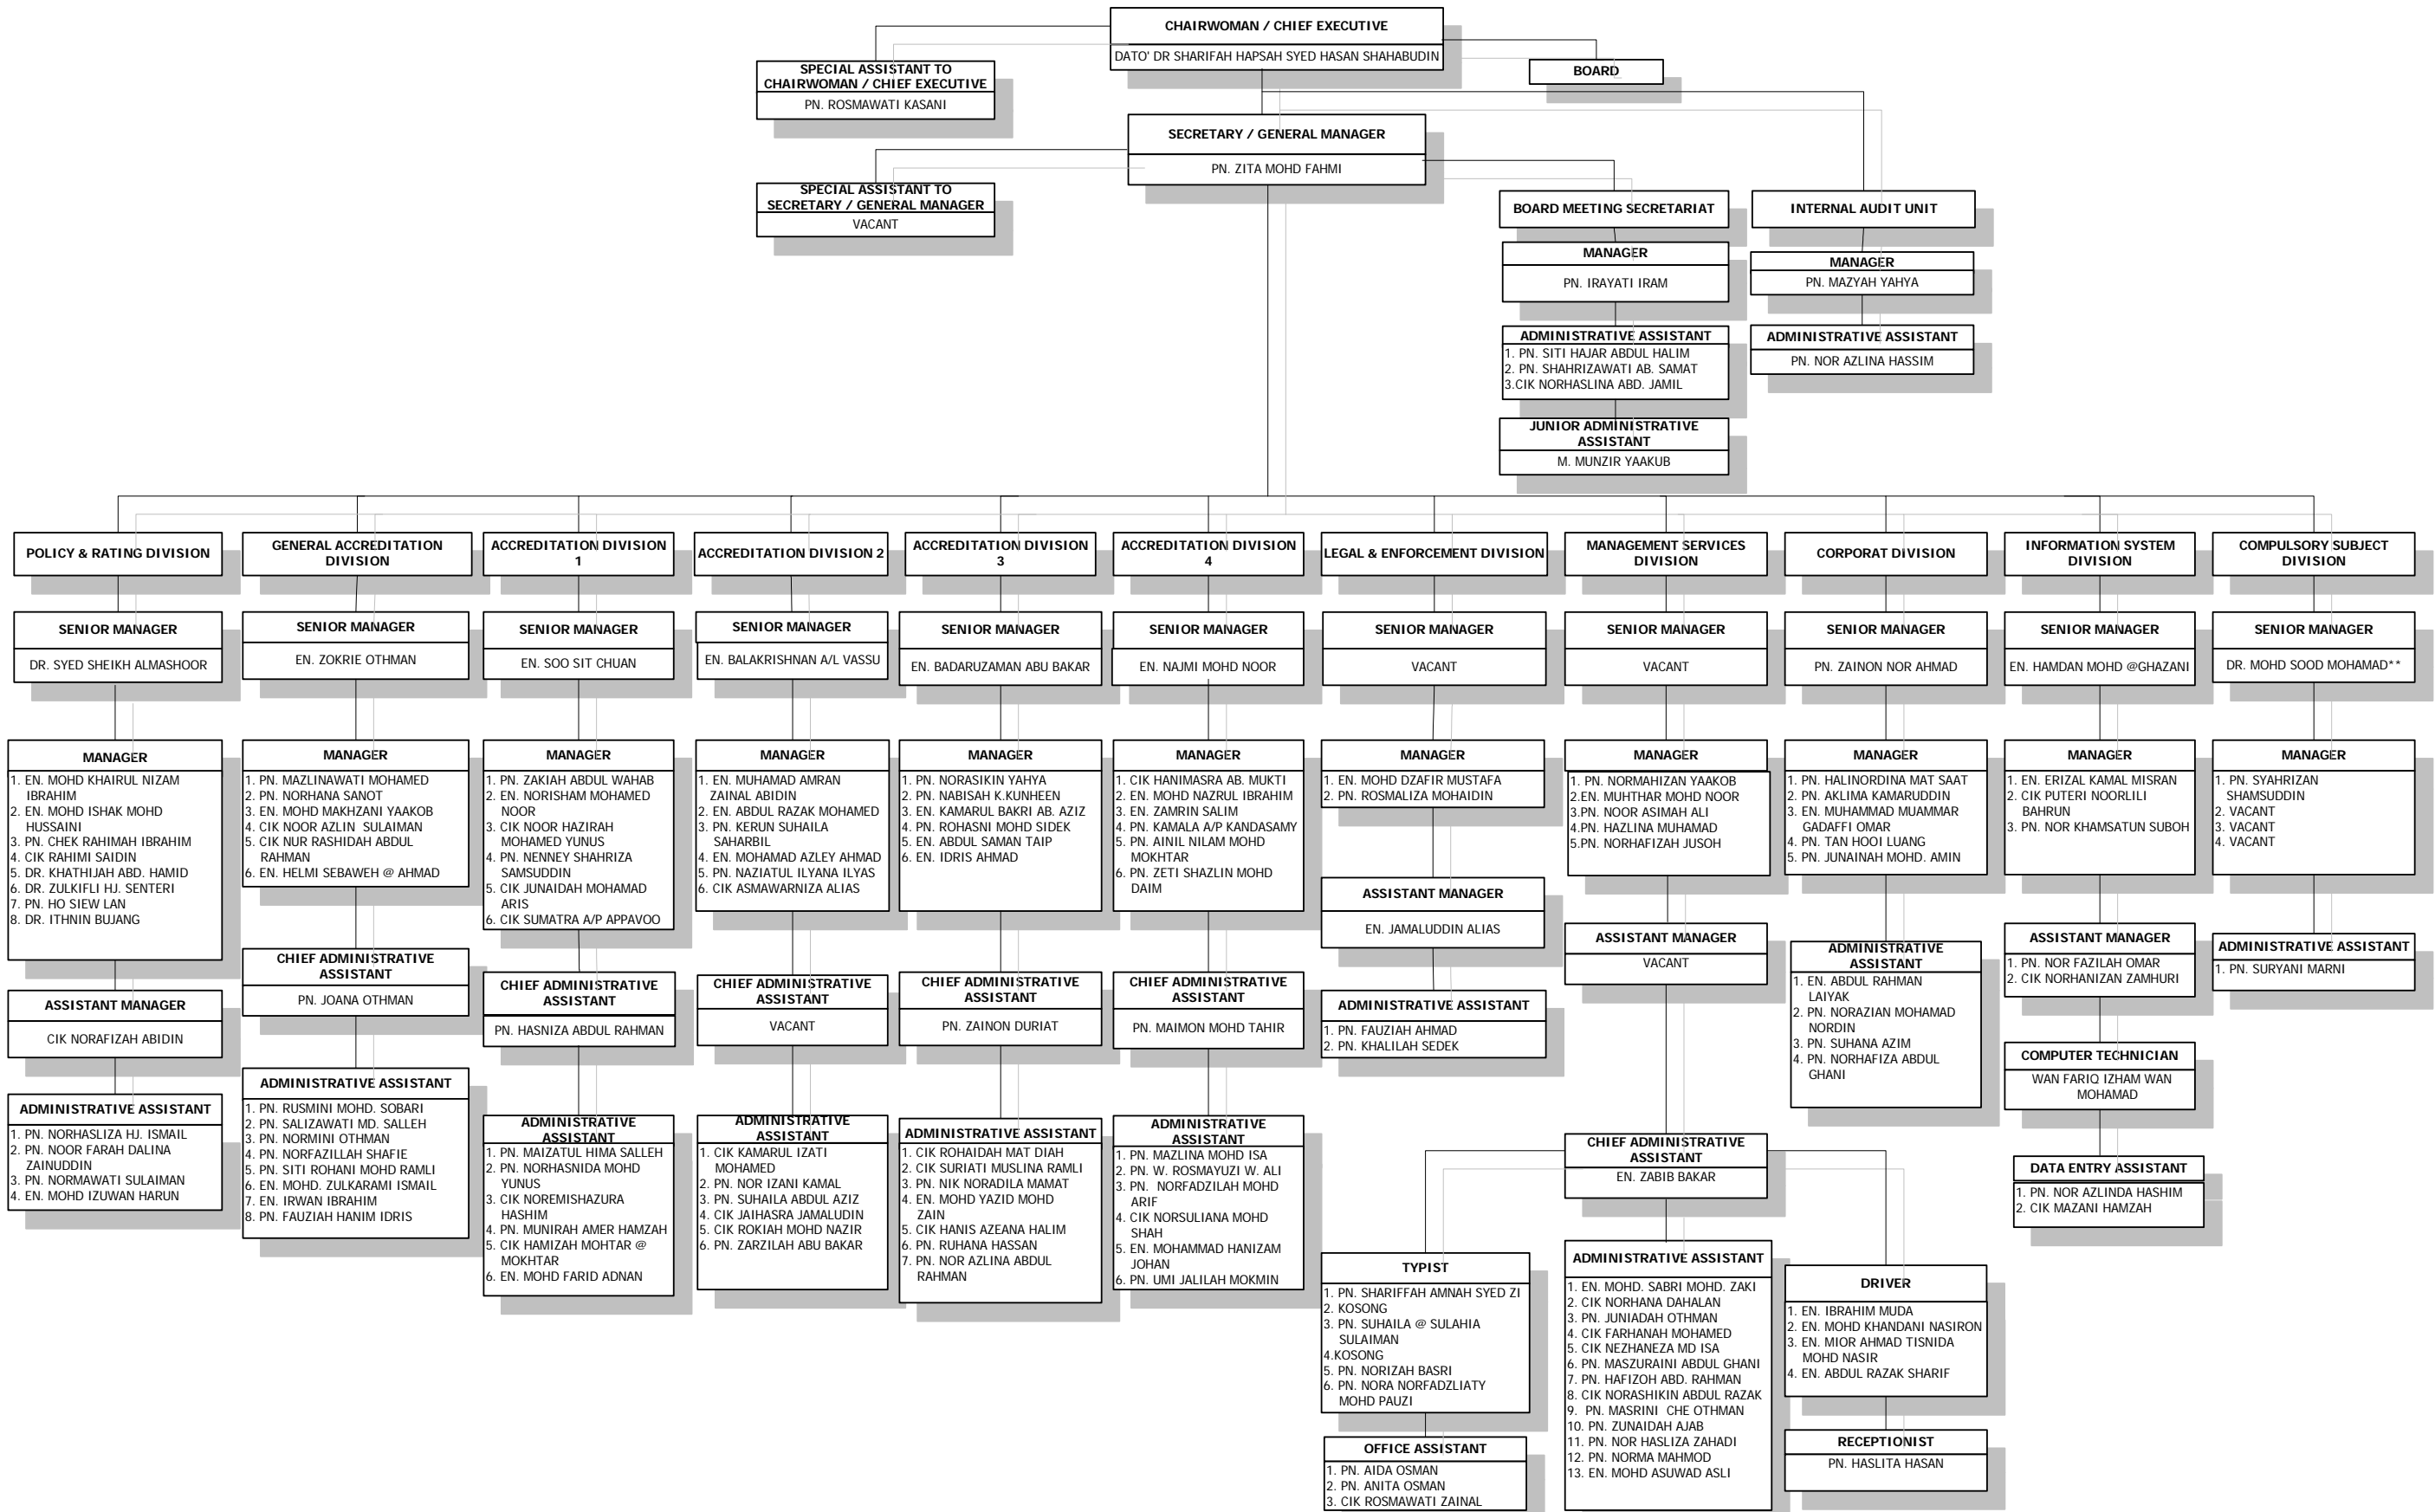 CHAIRWOMAN / CHIEF EXECUTIVE
DATO' DR SHARIFAH HAPSAH SYED HASAN SHAHABUDIN
SPECIAL ASSISTANT TO
CHAIRWOMAN / CHIEF EXECUTIVE
PN. ROSMAWATI KASANI
BOARD
SECRETARY / GENERAL MANAGER
PN. ZITA MOHD FAHMI
SPECIAL ASSISTANT TO
SECRETARY / GENERAL MANAGER
VACANT
BOARD MEETING SECRETARIAT
MANAGER
PN. IRAYATI IRAM
ADMINISTRATIVE ASSISTANT
1. PN. SITI HAJAR ABDUL HALIM
2. PN. SHAHRIZAWATI AB. SAMAT
3.CIK NORHASLINA ABD. JAMIL
JUNIOR ADMINISTRATIVE
ASSISTANT
M. MUNZIR YAAKUB
INTERNAL AUDIT UNIT
MANAGER
PN. MAZYAH YAHYA
ADMINISTRATIVE ASSISTANT
PN. NOR AZLINA HASSIM
POLICY & RATING DIVISION
SENIOR MANAGER
DR. SYED SHEIKH ALMASHOOR
MANAGER
1. EN. MOHD KHAIRUL NIZAM
IBRAHIM
2. EN. MOHD ISHAK MOHD
HUSSAINI
3. PN. CHEK RAHIMAH IBRAHIM
4. CIK RAHIMI SAIDIN
5. DR. KHATHIJAH ABD. HAMID
6. DR. ZULKIFLI HJ. SENTERI
7. PN. HO SIEW LAN
8. DR. ITHNIN BUJANG
ASSISTANT MANAGER
CIK NORAFIZAH ABIDIN
ADMINISTRATIVE ASSISTANT
1. PN. NORHASLIZA HJ. ISMAIL
2. PN. NOOR FARAH DALINA
ZAINUDDIN
3. PN. NORMAWATI SULAIMAN
4. EN. MOHD IZUWAN HARUN
GENERAL ACCREDITATION
DIVISION
SENIOR MANAGER
EN. ZOKRIE OTHMAN
MANAGER
1. PN. MAZLINAWATI MOHAMED
2. PN. NORHANA SANOT
3. EN. MOHD MAKHZANI YAAKOB
4. CIK NOOR AZLIN SULAIMAN
5. CIK NUR RASHIDAH ABDUL
RAHMAN
6. EN. HELMI SEBAWEH @ AHMAD
CHIEF ADMINISTRATIVE
ASSISTANT
PN. JOANA OTHMAN
ADMINISTRATIVE ASSISTANT
1. PN. RUSMINI MOHD. SOBARI
2. PN. SALIZAWATI MD. SALLEH
3. PN. NORMINI OTHMAN
4. PN. NORFAZILLAH SHAFIE
5. PN. SITI ROHANI MOHD RAMLI
6. EN. MOHD. ZULKARAMI ISMAIL
7. EN. IRWAN IBRAHIM
8. PN. FAUZIAH HANIM IDRIS
ACCREDITATION DIVISION
1
SENIOR MANAGER
EN. SOO SIT CHUAN
MANAGER
1. PN. ZAKIAH ABDUL WAHAB
2. EN. NORISHAM MOHAMED
NOOR
3. CIK NOOR HAZIRAH
MOHAMED YUNUS
4. PN. NENNEY SHAHRIZA
SAMSUDDIN
5. CIK JUNAIDAH MOHAMAD
ARIS
6. CIK SUMATRA A/P APPAVOO
CHIEF ADMINISTRATIVE
ASSISTANT
PN. HASNIZA ABDUL RAHMAN
ADMINISTRATIVE
ASSISTANT
1. PN. MAIZATUL HIMA SALLEH
2. PN. NORHASNIDA MOHD
YUNUS
3. CIK NOREMISHAZURA
HASHIM
4. PN. MUNIRAH AMER HAMZAH
5. CIK HAMIZAH MOHTAR @
MOKHTAR
6. EN. MOHD FARID ADNAN
ACCREDITATION DIVISION 2
SENIOR MANAGER
EN. BALAKRISHNAN A/L VASSU
MANAGER
1. EN. MUHAMAD AMRAN
ZAINAL ABIDIN
2. EN. ABDUL RAZAK MOHAMED
3. PN. KERUN SUHAILA
SAHARBIL
4. EN. MOHAMAD AZLEY AHMAD
5. PN. NAZIATUL ILYANA ILYAS
6. CIK ASMAWARNIZA ALIAS
CHIEF ADMINISTRATIVE
ASSISTANT
VACANT
ADMINISTRATIVE
ASSISTANT
1. CIK KAMARUL IZATI
MOHAMED
2. PN. NOR IZANI KAMAL
3. PN. SUHAILA ABDUL AZIZ
4. CIK JAIHASRA JAMALUDIN
5. CIK ROKIAH MOHD NAZIR
6. PN. ZARZILAH ABU BAKAR
ACCREDITATION DIVISION
3
SENIOR MANAGER
EN. BADARUZAMAN ABU BAKAR
MANAGER
1. PN. NORASIKIN YAHYA
2. PN. NABISAH K.KUNHEEN
3. EN. KAMARUL BAKRI AB. AZIZ
4. PN. ROHASNI MOHD SIDEK
5. EN. ABDUL SAMAN TAIP
6. EN. IDRIS AHMAD
CHIEF ADMINISTRATIVE
ASSISTANT
PN. ZAINON DURIAT
ADMINISTRATIVE ASSISTANT
1. CIK ROHAIDAH MAT DIAH
2. CIK SURIATI MUSLINA RAMLI
3. PN. NIK NORADILA MAMAT
4. EN. MOHD YAZID MOHD
ZAIN
5. CIK HANIS AZEANA HALIM
6. PN. RUHANA HASSAN
7. PN. NOR AZLINA ABDUL
RAHMAN
ACCREDITATION DIVISION
4
SENIOR MANAGER
EN. NAJMI MOHD NOOR
MANAGER
1. CIK HANIMASRA AB. MUKTI
2. EN. MOHD NAZRUL IBRAHIM
3. EN. ZAMRIN SALIM
4. PN. KAMALA A/P KANDASAMY
5. PN. AINIL NILAM MOHD
MOKHTAR
6. PN. ZETI SHAZLIN MOHD
DAIM
CHIEF ADMINISTRATIVE
ASSISTANT
PN. MAIMON MOHD TAHIR
ADMINISTRATIVE
ASSISTANT
1. PN. MAZLINA MOHD ISA
2. PN. W. ROSMAYUZI W. ALI
3. PN. NORFADZILAH MOHD
ARIF
4. CIK NORSULIANA MOHD
SHAH
5. EN. MOHAMMAD HANIZAM
JOHAN
6. PN. UMI JALILAH MOKMIN
LEGAL & ENFORCEMENT DIVISION
SENIOR MANAGER
VACANT
MANAGER
1. EN. MOHD DZAFIR MUSTAFA
2. PN. ROSMALIZA MOHAIDIN
ASSISTANT MANAGER
EN. JAMALUDDIN ALIAS
ADMINISTRATIVE ASSISTANT
1. PN. FAUZIAH AHMAD
2. PN. KHALILAH SEDEK
MANAGEMENT SERVICES
DIVISION
SENIOR MANAGER
VACANT
MANAGER
1. PN. NORMAHIZAN YAAKOB
2.EN. MUHTHAR MOHD NOOR
3.PN. NOOR ASIMAH ALI
4.PN. HAZLINA MUHAMAD
5.PN. NORHAFIZAH JUSOH
ASSISTANT MANAGER
VACANT
CHIEF ADMINISTRATIVE
ASSISTANT
EN. ZABIB BAKAR
TYPIST
1. PN. SHARIFFAH AMNAH SYED ZI
2. KOSONG
3. PN. SUHAILA @ SULAHIA
SULAIMAN
4.KOSONG
5. PN. NORIZAH BASRI
6. PN. NORA NORFADZLIATY
MOHD PAUZI
OFFICE ASSISTANT
1. PN. AIDA OSMAN
2. PN. ANITA OSMAN
3. CIK ROSMAWATI ZAINAL
ADMINISTRATIVE ASSISTANT
1. EN. MOHD. SABRI MOHD. ZAKI
2. CIK NORHANA DAHALAN
3. PN. JUNIADAH OTHMAN
4. CIK FARHANAH MOHAMED
5. CIK NEZHANEZA MD ISA
6. PN. MASZURAINI ABDUL GHANI
7. PN. HAFIZOH ABD. RAHMAN
8. CIK NORASHIKIN ABDUL RAZAK
9. PN. MASRINI CHE OTHMAN
10. PN. ZUNAIDAH AJAB
11. PN. NOR HASLIZA ZAHADI
12. PN. NORMA MAHMOD
13. EN. MOHD ASUWAD ASLI
DRIVER
1. EN. IBRAHIM MUDA
2. EN. MOHD KHANDANI NASIRON
3. EN. MIOR AHMAD TISNIDA
MOHD NASIR
4. EN. ABDUL RAZAK SHARIF
RECEPTIONIST
PN. HASLITA HASAN
CORPORAT DIVISION
SENIOR MANAGER
PN. ZAINON NOR AHMAD
MANAGER
1. PN. HALINORDINA MAT SAAT
2. PN. AKLIMA KAMARUDDIN
3. EN. MUHAMMAD MUAMMAR
GADAFFI OMAR
4. PN. TAN HOOI LUANG
5. PN. JUNAINAH MOHD. AMIN
ADMINISTRATIVE
ASSISTANT
1. EN. ABDUL RAHMAN
LAIYAK
2. PN. NORAZIAN MOHAMAD
NORDIN
3. PN. SUHANA AZIM
4. PN. NORHAFIZA ABDUL
GHANI
INFORMATION SYSTEM
DIVISION
SENIOR MANAGER
EN. HAMDAN MOHD @GHAZANI
MANAGER
1. EN. ERIZAL KAMAL MISRAN
2. CIK PUTERI NOORLILI
BAHRUN
3. PN. NOR KHAMSATUN SUBOH
ASSISTANT MANAGER
1. PN. NOR FAZILAH OMAR
2. CIK NORHANIZAN ZAMHURI
COMPUTER TECHNICIAN
WAN FARIQ IZHAM WAN
MOHAMAD
DATA ENTRY ASSISTANT
1. PN. NOR AZLINDA HASHIM
2. CIK MAZANI HAMZAH
COMPULSORY SUBJECT
DIVISION
SENIOR MANAGER
DR. MOHD SOOD MOHAMAD**
MANAGER
1. PN. SYAHRIZAN
SHAMSUDDIN
2. VACANT
3. VACANT
4. VACANT
ADMINISTRATIVE ASSISTANT
1. PN. SURYANI MARNI